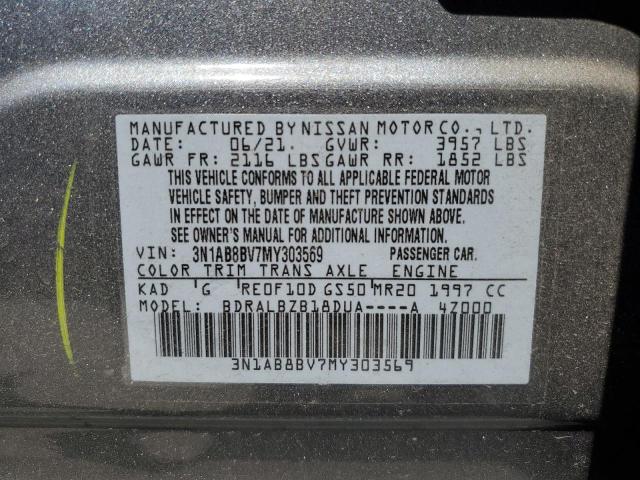 MANUFACTURED BY NISSAN MOTOR CO., LTD.
DATE: 06/21. GVWR: 3957 LBS
GAWR FR: 2116 LBS GAWR RR: 1852 LBS
THIS VEHICLE CONFORMS TO ALL APPLICABLE FEDERAL MOTOR
VEHICLE SAFETY, BUMPER AND THEFT PREVENTION STANDARDS
IN EFFECT ON THE DATE OF MANUFACTURE SHOWN ABOVE.
SEE OWNER'S MANUAL FOR ADDITIONAL INFORMATION.
VIN: 3N1AB8BV7MY303569 PASSENGER CAR.
COLOR TRIM TRANS AXLE ENGINE
KAD G RE0F10D GS50 MR20 1997 CC
MODEL: BDRALBZB18DUA----A 4Z000
3N1AB8BV7MY303569